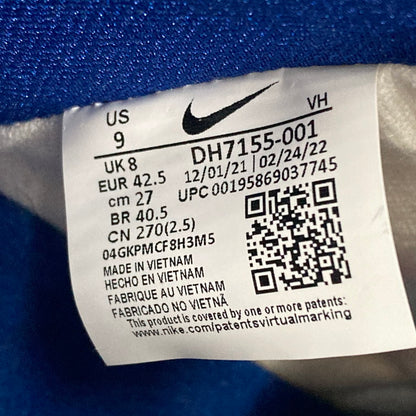 US
9
VH
UK 8
EUR 42.5
cm 27
BR 40.5
CN 270(2.5)
04GKPMCF8H3M5
DH7155-001
12/01/21 | 02/24/22
UPC 00195869037745
MADE IN VIETNAM
HECHO EN VIETNAM
FABRIQUE AU VIETNAM
FABRICADO NO VIETNÃ
This product is covered by one or more patents:
www.nike.com/patentsvirtualmarking